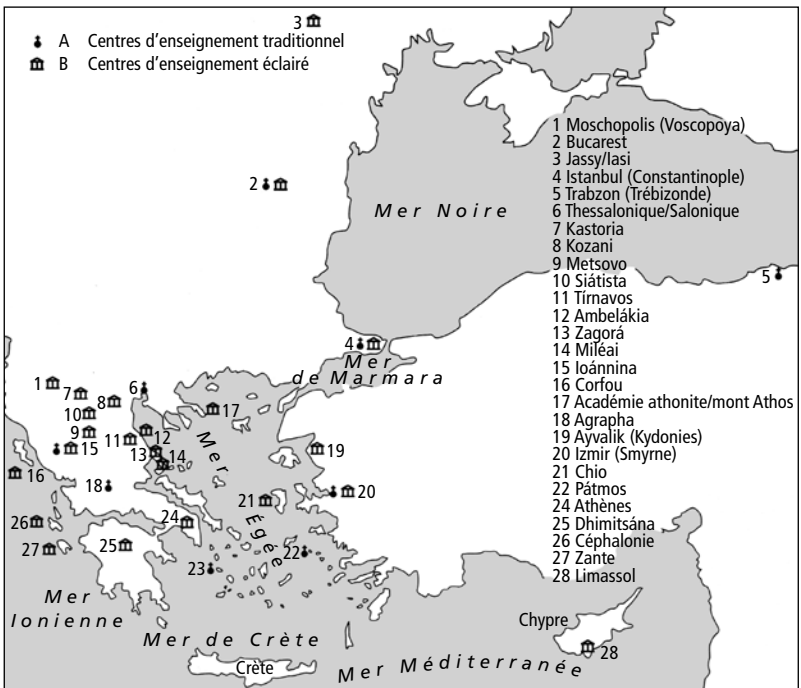 3
A Centres d'enseignement traditionnel
B Centres d'enseignement éclairé
1 Moschopolis (Voscopoya)
2 Bucarest
3 Jassy/Iasi
4 Istanbul (Constantinople)
5 Trabzon (Trébizonde)
6 Thessalonique/Salonique
7 Kastoria
8 Kozani
9 Metsovo
10 Siátista
11 Tírnavos
12 Ambelákia
13 Zagorá
14 Miléai
15 Ioánnina
16 Corfou
17 Académie athonite/mont Athos
18 Agrapha
19 Ayvalik (Kydonies)
20 Izmir (Smyrne)
21 Chio
22 Pátmos
24 Athènes
25 Dhimitsána
26 Céphalonie
27 Zante
28 Limassol
2
Mer Noire
5
4
Mer
de Marmara
1
7
6
8
10
17
9
12
11
15
13
14
Mer
Égée
19
16
18
20
21
26
24
27
25
22
23
Mer
Ionienne
Mer de Crète
Crète
Mer Méditerranée
Chypre
28